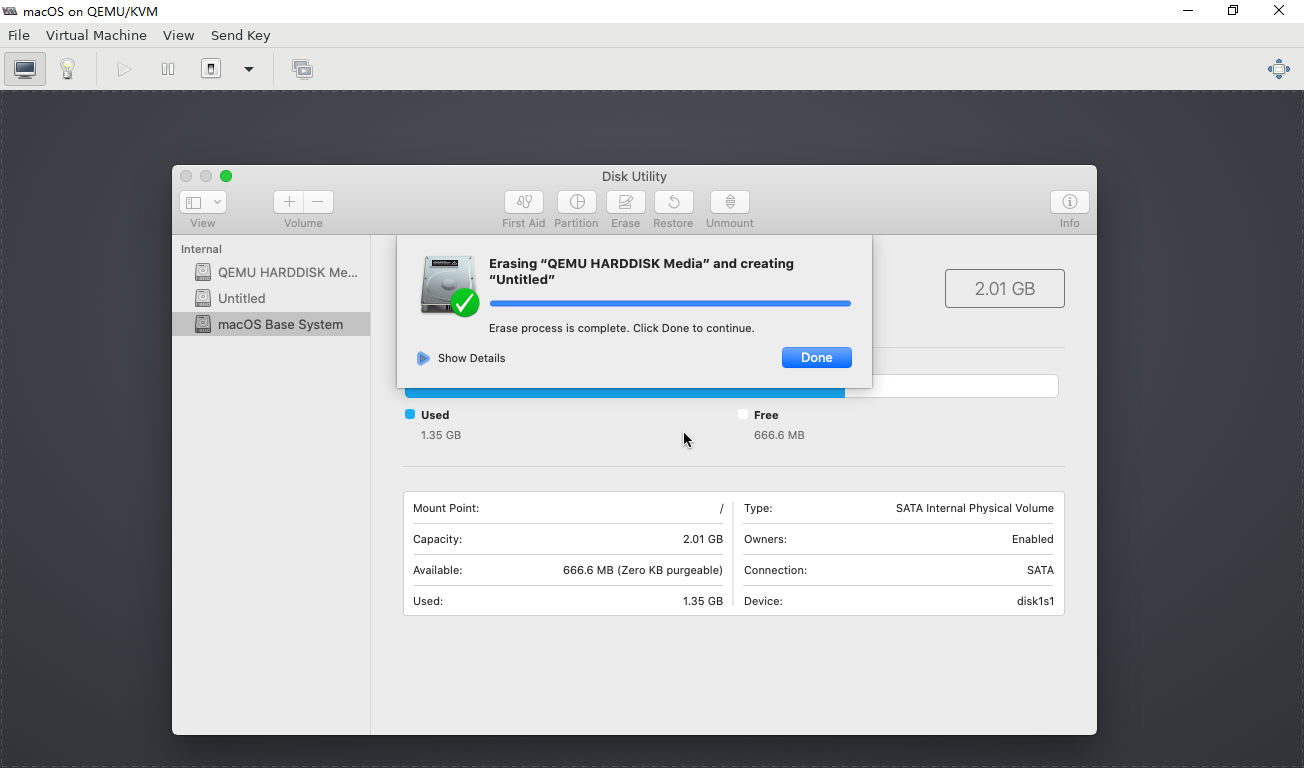 macOS on QEMU/KVM
File Virtual Machine View Send Key
Disk Utility
View Volume First Aid Partition Erase Restore Unmount Info
Internal
QEMU HARDDISK Me...
Untitled
macOS Base System
Erasing “QEMU HARDDISK Media” and creating
“Untitled”
Erase process is complete. Click Done to continue.
Show Details
Done
2.01 GB
Used
1.35 GB
Free
666.6 MB
Mount Point: /
Capacity: 2.01 GB
Available: 666.6 MB (Zero KB purgeable)
Used: 1.35 GB
Type: SATA Internal Physical Volume
Owners: Enabled
Connection: SATA
Device: disk1s1